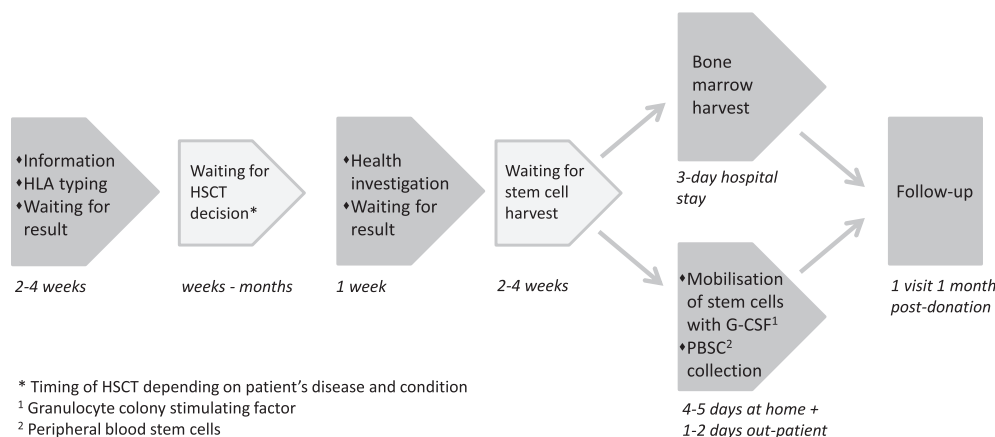 ♦Information
♦HLA typing
♦Waiting for
result
2-4 weeks
Waiting for
HSCT
decision*
weeks - months
♦Health
investigation
♦Waiting for
result
1 week
Waiting for
stem cell
harvest
2-4 weeks
Bone
marrow
harvest
3-day hospital
stay
♦Mobilisation
of stem cells
with G-CSF¹
♦PBSC²
collection
4-5 days at home +
1-2 days out-patient
Follow-up
1 visit 1 month
post-donation
* Timing of HSCT depending on patient's disease and condition
¹ Granulocyte colony stimulating factor
² Peripheral blood stem cells